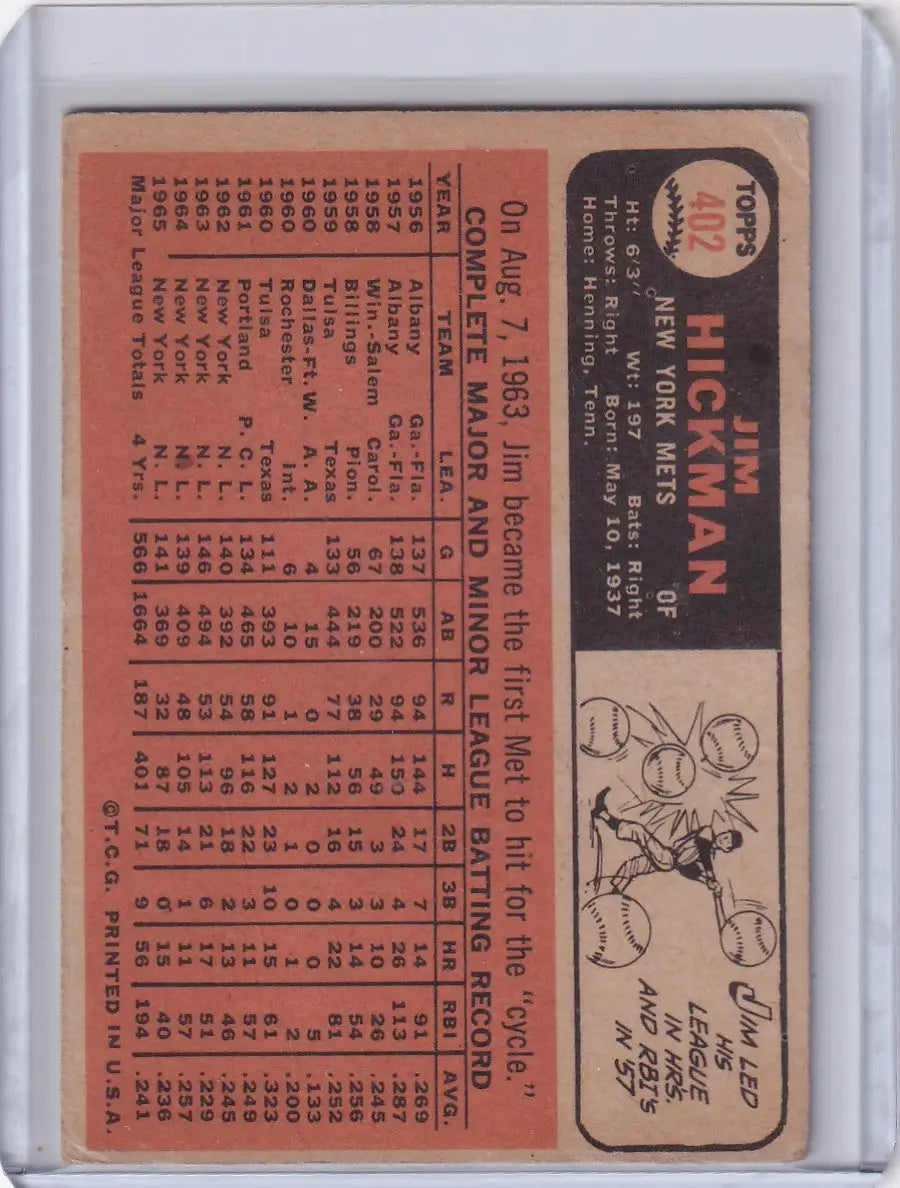 TOPPS
402
JIM
HICKMAN
OF
NEW YORK METS
Ht: 6'3" Wt: 197 Bats: Right
Throws: Right Born: May 10, 1937
Home: Henning, Tenn.
JIM LED
HIS
LEAGUE
IN HRS.
AND RBI'S
IN '57
On Aug. 7, 1963, Jim became the first Met to hit for the "cycle."
COMPLETE MAJOR AND MINOR LEAGUE BATTING RECORD
YEAR TEAM LEA. G AB R H 2B 3B HR RBI AVG.
1956 Albany Ga.-Fla. 137 536 94 144 17 7 14 91 .269
1957 Albany Ga.-Fla. 138 522 94 150 24 4 26 113 .287
1958 Win.-Salem Carol. 67 200 29 49 3 3 10 26 .245
1958 Billings Pion. 56 219 38 56 15 3 14 54 .256
1959 Tulsa Texas 133 444 77 112 16 4 22 81 .252
1960 Dallas-Ft. W. A. A. 4 15 0 2 0 0 0 5 .133
1960 Rochester Int. 6 10 1 2 1 0 1 2 .200
1960 Tulsa Texas 111 393 91 127 23 10 15 61 .323
1961 Portland P. C. L. 134 465 58 116 22 3 11 57 .249
1962 New York N. L. 140 392 54 96 18 2 13 46 .245
1963 New York N. L. 146 494 53 113 21 6 17 51 .229
1964 New York N. L. 139 409 48 105 14 1 11 57 .257
1965 New York N. L. 141 369 32 87 18 0 15 40 .236
Major League Totals 4 Yrs. 566 1664 187 401 71 9 56 194 .241
©T.C.G. PRINTED IN U.S.A.